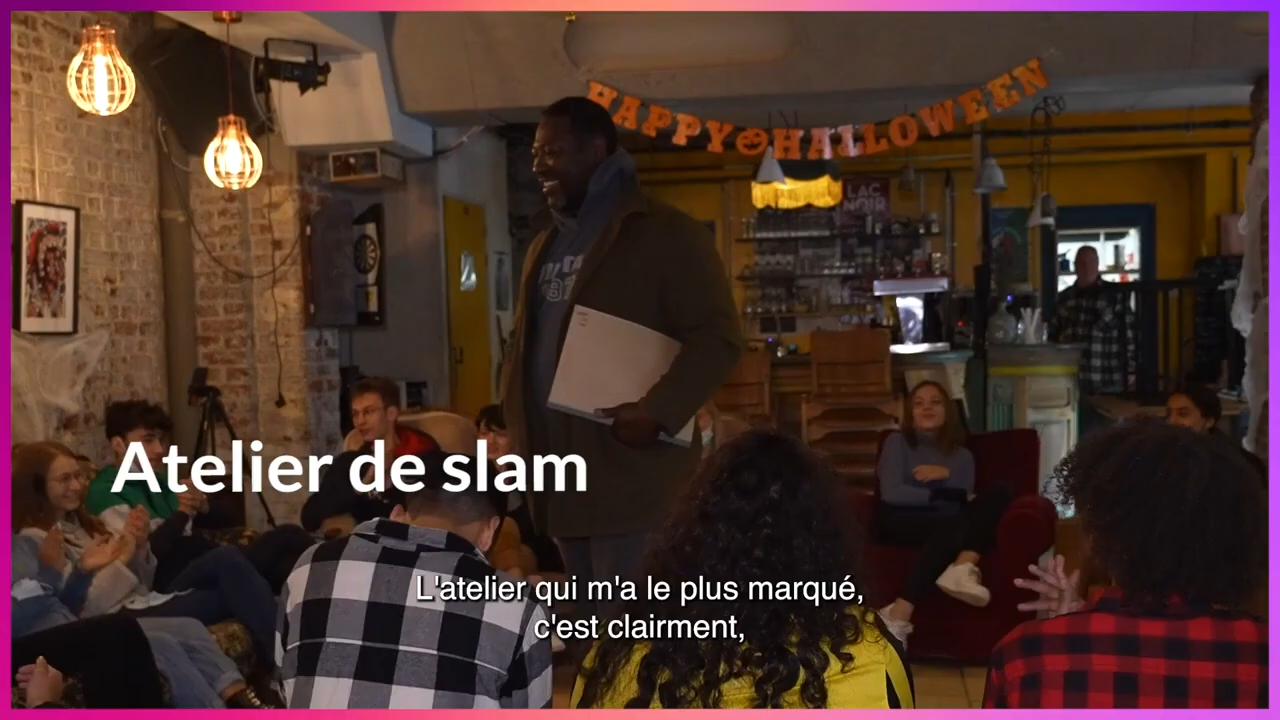 HAPPY HALLOWEEN
LAC
NOIR
Atelier de slam
L'atelier qui m'a le plus marqué,
c'est clairment,